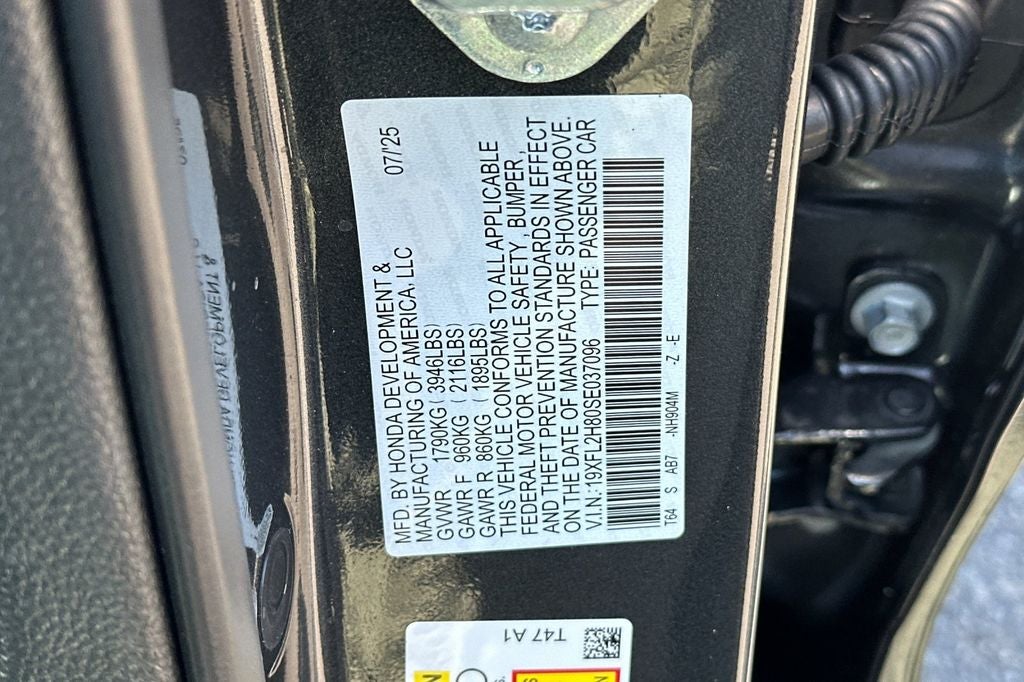 MFD. BY HONDA DEVELOPMENT &
MANUFACTURING OF AMERICA, LLC 07/'25
GVWR 1790KG (3946LBS)
GAWR F 960KG (2116LBS)
GAWR R 860KG (1895LBS)
THIS VEHICLE CONFORMS TO ALL APPLICABLE
FEDERAL MOTOR VEHICLE SAFETY, BUMPER,
AND THEFT PREVENTION STANDARDS IN EFFECT
ON THE DATE OF MANUFACTURE SHOWN ABOVE.
V.I.N.: 19XFL2H80SE037096 TYPE: PASSENGER CAR
T64 S AB7 -NH904M -Z -E
T47 A1